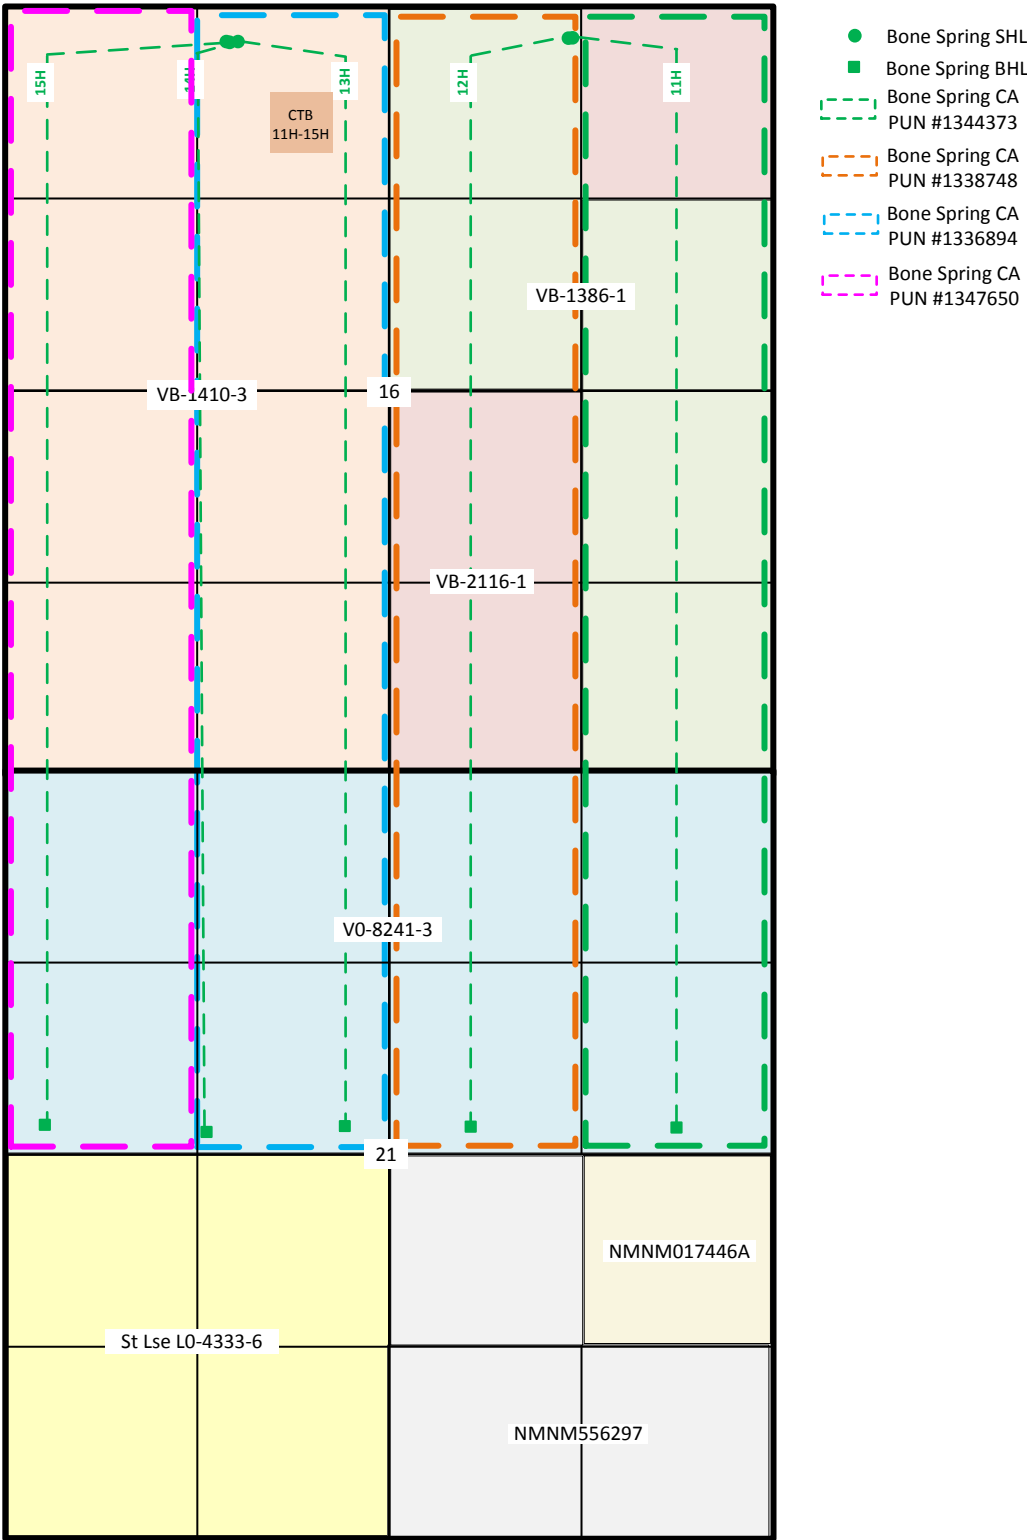 15H
14H
13H
12H
11H
CTB
11H-15H
VB-1386-1
VB-1410-3
16
VB-2116-1
V0-8241-3
21
NMNM017446A
St Lse L0-4333-6
NMNM556297
Bone Spring SHL
Bone Spring BHL
Bone Spring CA
PUN #1344373
Bone Spring CA
PUN #1338748
Bone Spring CA
PUN #1336894
Bone Spring CA
PUN #1347650